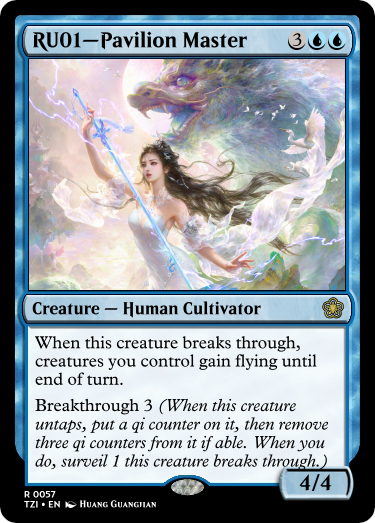 RU01—Pavilion Master 3
Creature — Human Cultivator
When this creature breaks through,
creatures you control gain flying until
end of turn.
Breakthrough 3 (When this creature
untaps, put a qi counter on it, then remove
three qi counters from it if able. When you
do, surveil 1 this creature breaks through.)
4/4
R 0057
TZI • EN Huang Guangjian